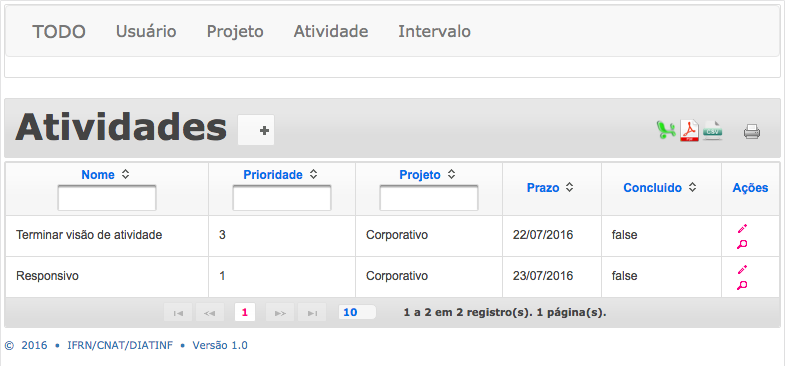 TODO Usuário Projeto Atividade Intervalo
Atividades +
PDF CSV
Nome Prioridade Projeto Prazo Concluido Ações
Terminar visão de atividade 3 Corporativo 22/07/2016 false
Responsivo 1 Corporativo 23/07/2016 false
1 10 1 a 2 em 2 registro(s). 1 página(s).
© 2016 • IFRN/CNAT/DIATINF • Versão 1.0